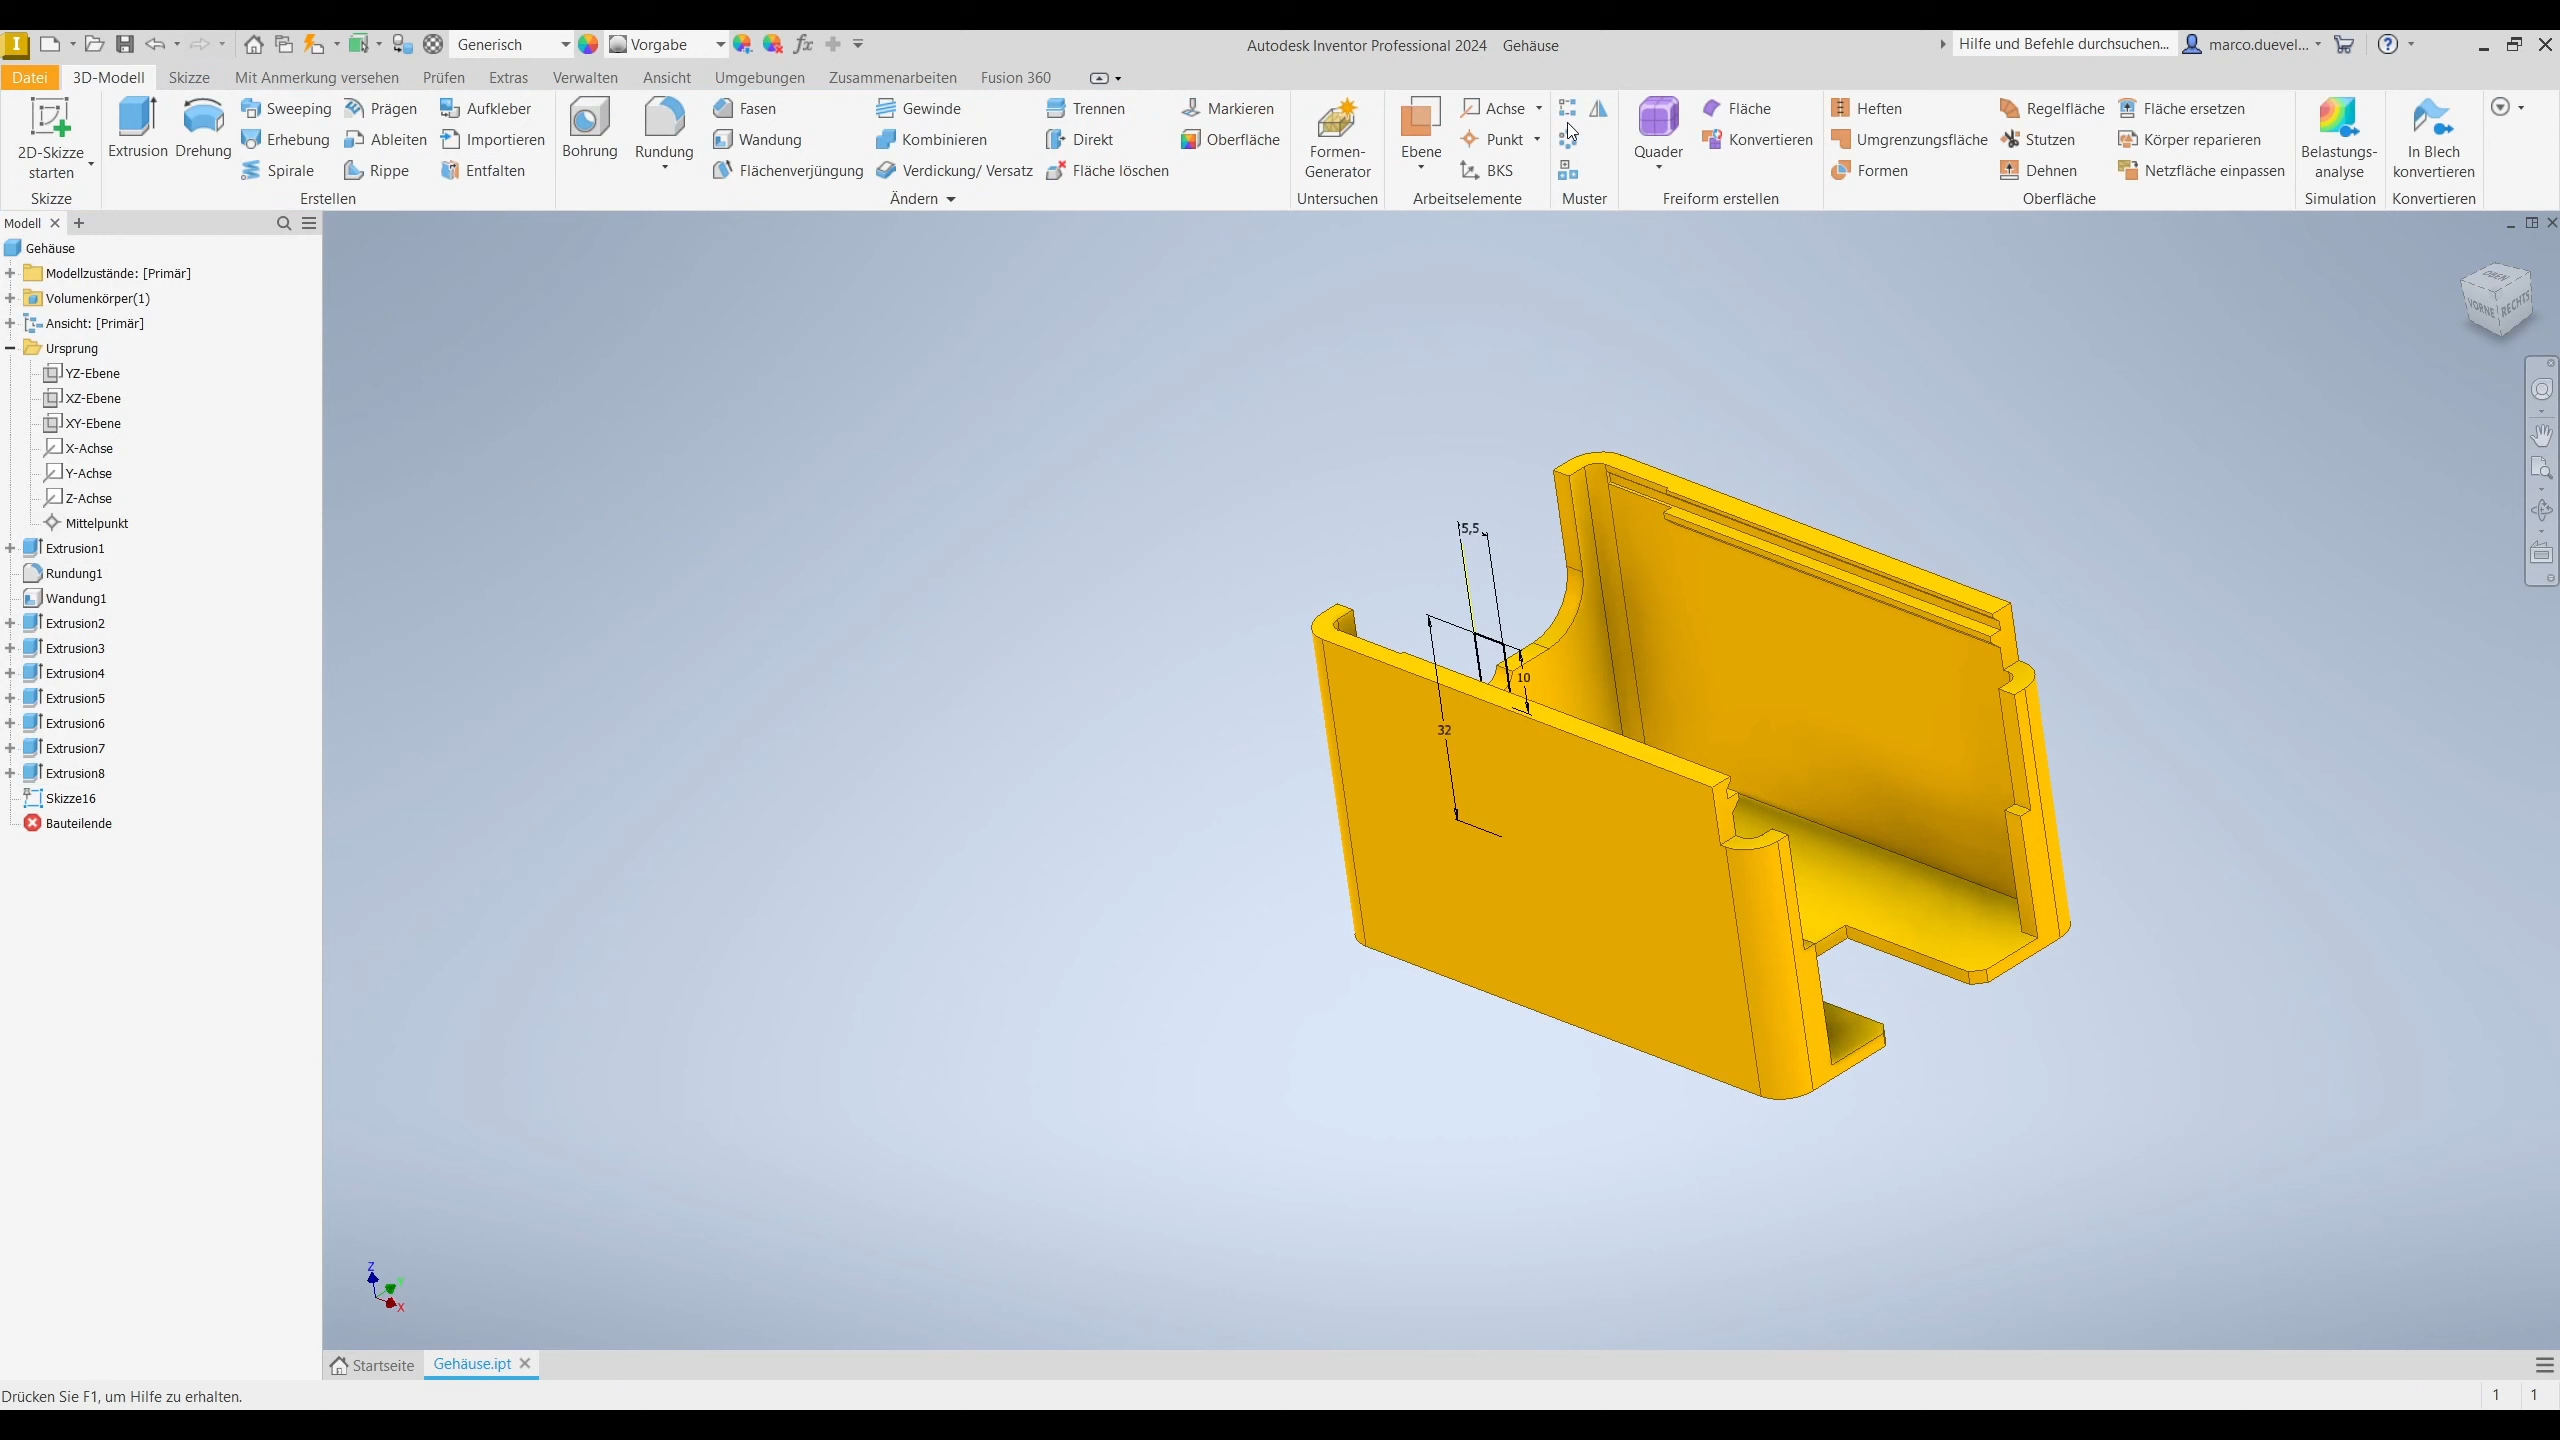 Generisch Vorgabe fx Autodesk Inventor Professional 2024 Gehäuse Hilfe und Befehle durchsuchen... marco.duevel...
Datei 3D-Modell Skizze Mit Anmerkung versehen Prüfen Extras Verwalten Ansicht Umgebungen Zusammenarbeiten Fusion 360
2D-Skizze starten
Skizze
Extrusion
Drehung
Sweeping
Erhebung
Spirale
Prägen
Ableiten
Rippe
Aufkleber
Importieren
Entfalten
Erstellen
Bohrung
Rundung
Fasen
Wandung
Flächenverjüngung
Gewinde
Kombinieren
Verdickung/ Versatz
Trennen
Direkt
Fläche löschen
Markieren
Oberfläche
Ändern
Formen-
Generator
Untersuchen
Ebene
Achse
Punkt
BKS
Arbeitselemente
Muster
Quader
Fläche
Konvertieren
Freiform erstellen
Heften
Umgrenzungsfläche
Formen
Regelfläche
Stutzen
Dehnen
Fläche ersetzen
Körper reparieren
Netzfläche einpassen
Oberfläche
Belastungs-
analyse
Simulation
In Blech
konvertieren
Konvertieren
Modell
Gehäuse
Modellzustände: [Primär]
Volumenkörper(1)
Ansicht: [Primär]
Ursprung
YZ-Ebene
XZ-Ebene
XY-Ebene
X-Achse
Y-Achse
Z-Achse
Mittelpunkt
Extrusion1
Rundung1
Wandung1
Extrusion2
Extrusion3
Extrusion4
Extrusion5
Extrusion6
Extrusion7
Extrusion8
Skizze16
Bauteilende
OBEN
VORNE
RECHTS
5,5
10
32
Z
Y
X
Startseite
Gehäuse.ipt
Drücken Sie F1, um Hilfe zu erhalten.
1 1